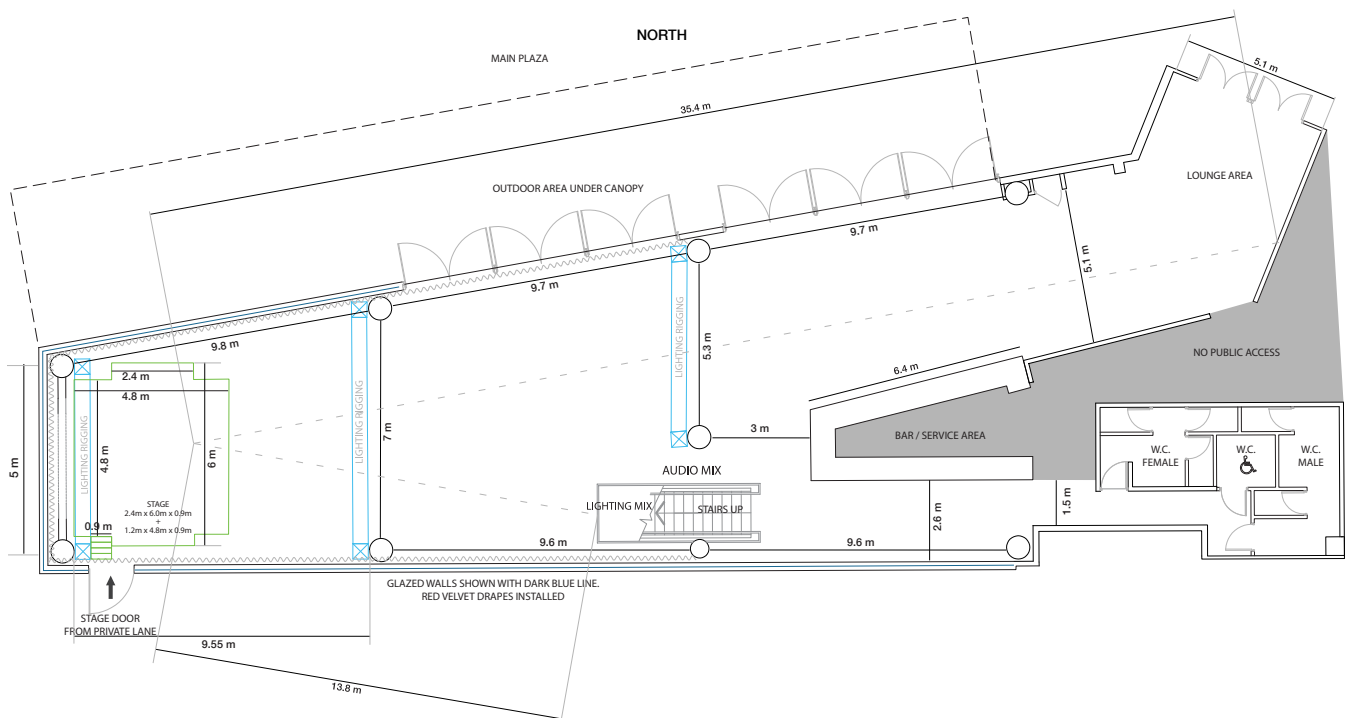 NORTH
MAIN PLAZA
5.1 m
35.4 m
LOUNGE AREA
OUTDOOR AREA UNDER CANOPY
9.7 m
5.1 m
9.7 m
9.8 m
LIGHTING RIGGING
LIGHTING RIGGING
5.3 m
NO PUBLIC ACCESS
2.4 m
4.8 m
6.4 m
LIGHTING RIGGING
4.8 m
6 m
7 m
5 m
3 m
BAR / SERVICE AREA
W.C.
FEMALE
W.C.
MALE
AUDIO MIX
STAGE
2.4m x 6.0m x 0.9m
+
1.2m x 4.8m x 0.9m
0.9 m
LIGHTING MIX
STAIRS UP
2.6 m
1.5 m
9.6 m
9.6 m
GLAZED WALLS SHOWN WITH DARK BLUE LINE.
RED VELVET DRAPES INSTALLED
STAGE DOOR
FROM PRIVATE LANE
9.55 m
13.8 m